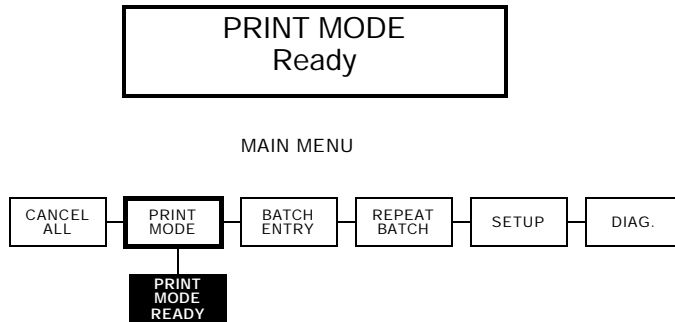 PRINT MODE
Ready
MAIN MENU
CANCEL
ALL
PRINT
MODE
BATCH
ENTRY
REPEAT
BATCH
SETUP
DIAG.
PRINT
MODE
READY